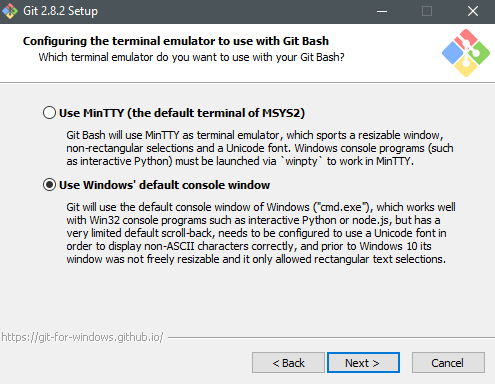 Git 2.8.2 Setup
Configuring the terminal emulator to use with Git Bash
Which terminal emulator do you want to use with your Git Bash?
Use MinTTY (the default terminal of MSYS2)
Git Bash will use MinTTY as terminal emulator, which sports a resizable window,
non-rectangular selections and a Unicode font. Windows console programs (such
as interactive Python) must be launched via `winpty` to work in MinTTY.
Use Windows' default console window
Git will use the default console window of Windows ("cmd.exe"), which works well
with Win32 console programs such as interactive Python or node.js, but has a
very limited default scroll-back, needs to be configured to use a Unicode font in
order to display non-ASCII characters correctly, and prior to Windows 10 its
window was not freely resizable and it only allowed rectangular text selections.
https://git-for-windows.github.io/
< Back
Next >
Cancel